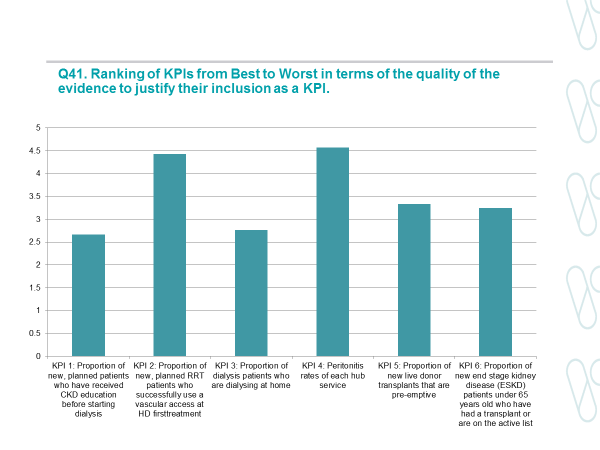 Q41. Ranking of KPIs from Best to Worst in terms of the quality of the
evidence to justify their inclusion as a KPI.
5
4.5
4
3.5
3
2.5
2
1.5
1
0.5
0
KPI 1: Proportion of
new, planned patients
who have received
CKD education
before starting
dialysis
KPI 2: Proportion of
new, planned RRT
patients who
successfully use a
vascular access at
HD firsttreatment
KPI 3: Proportion of
dialysis patients who
are dialysing at home
KPI 4: Peritonitis
rates of each hub
service
KPI 5: Proportion of
new live donor
transplants that are
pre-emptive
KPI 6: Proportion of
new end stage kidney
disease (ESKD)
patients under 65
years old who have
had a transplant or
are on the active list